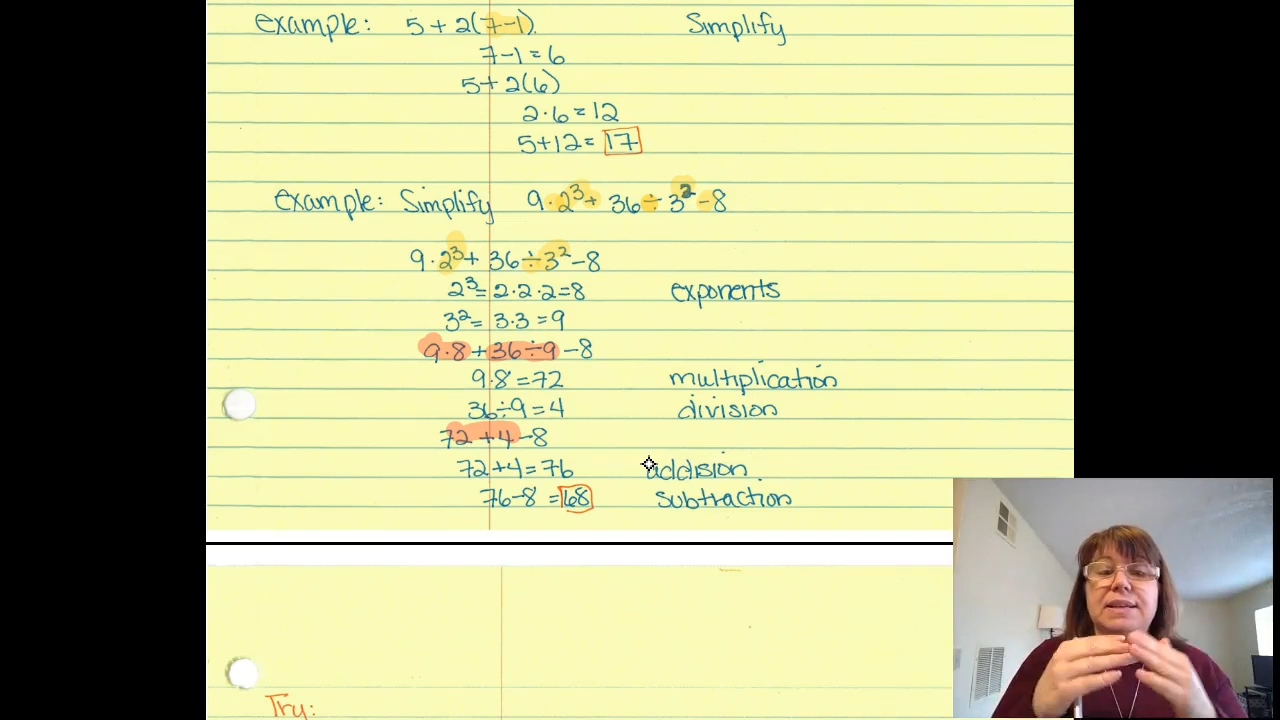 example: 5 + 2(7-1). Simplify
7-1 = 6
5+ 2(6)
2·6 = 12
5+12 = 17
example: Simplify 9·2³+ 36 ÷ 3² - 8
9·2³+ 36 ÷3² -8
2³= 2·2·2=8 exponents
3² = 3·3 = 9
9·8 + 36÷9 -8
9·8 = 72 multiplication
36÷9 = 4 division
72 +4 -8
72+4 = 76 addision
76-8 = 68 subtraction
Try: